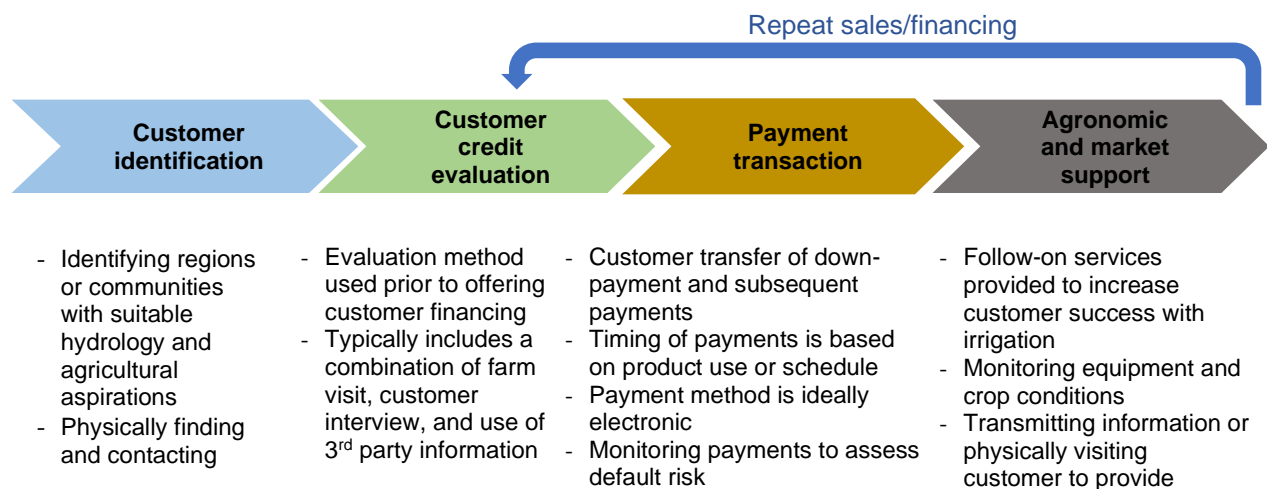 Repeat sales/financing
Customer
identification
Customer
credit
evaluation
Payment
transaction
Agronomic
and market
support
- Identifying regions
or communities
with suitable
hydrology and
agricultural
aspirations
- Physically finding
and contacting
- Evaluation method
used prior to offering
customer financing
- Typically includes a
combination of farm
visit, customer
interview, and use of
3rd party information
- Customer transfer of down-
payment and subsequent
payments
- Timing of payments is based
on product use or schedule
- Payment method is ideally
electronic
- Monitoring payments to assess
default risk
- Follow-on services
provided to increase
customer success with
irrigation
- Monitoring equipment and
crop conditions
- Transmitting information or
physically visiting
customer to provide